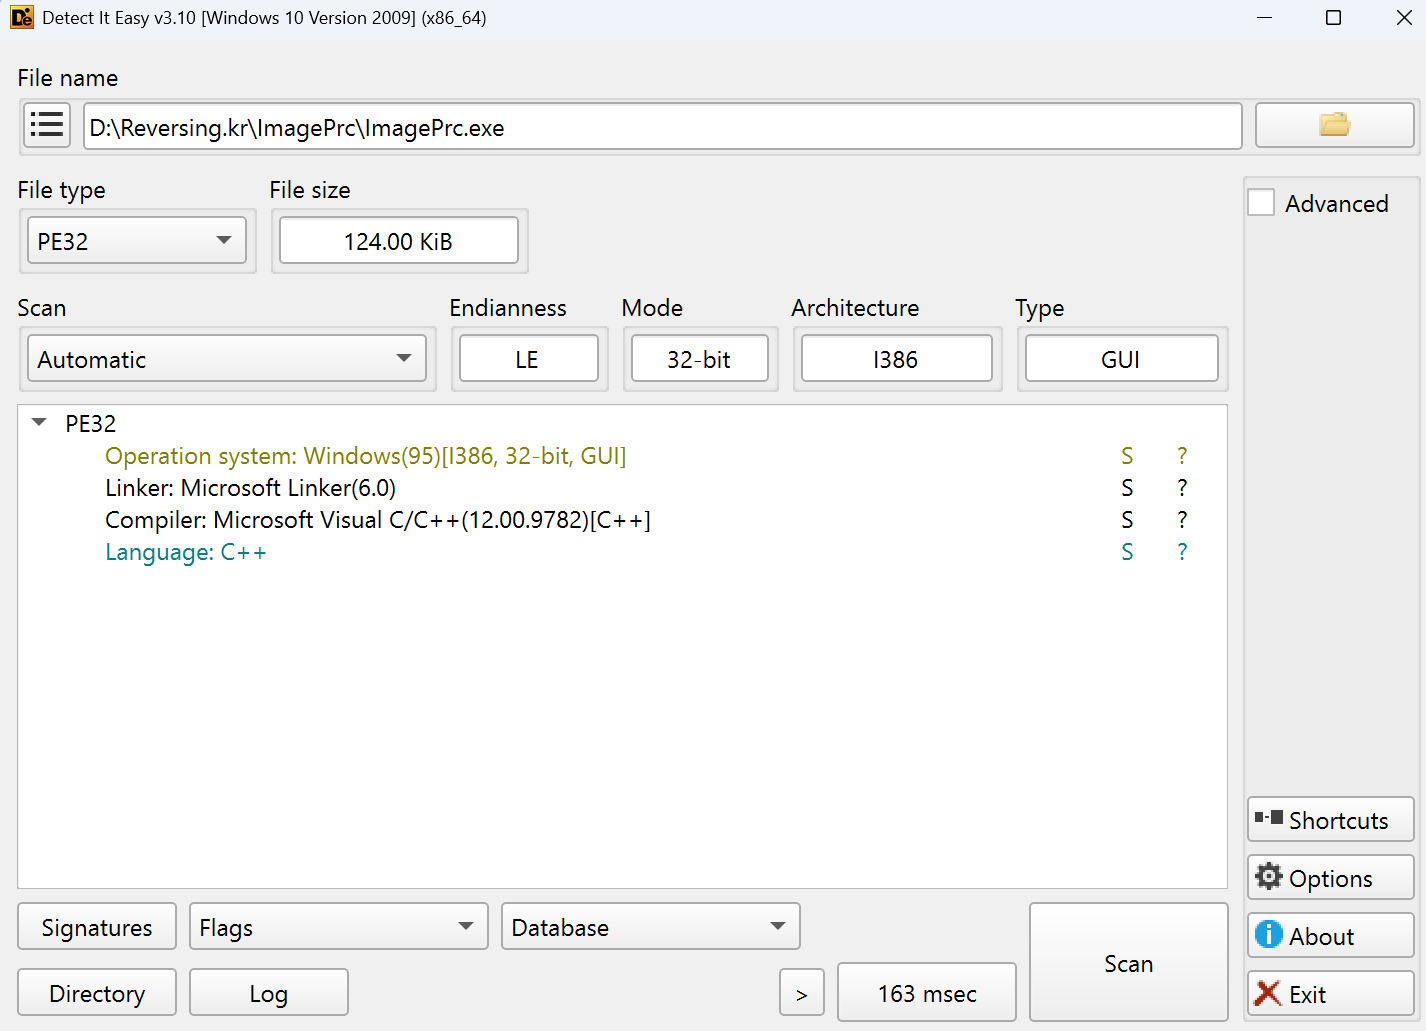 Detect It Easy v3.10 [Windows 10 Version 2009] (x86_64)
File name
D:\Reversing.kr\ImagePrc\ImagePrc.exe
File type
File size
Advanced
PE32
124.00 KiB
Scan
Endianness
Mode
Architecture
Type
Automatic
LE
32-bit
I386
GUI
PE32
Operation system: Windows(95)[I386, 32-bit, GUI] S ?
Linker: Microsoft Linker(6.0) S ?
Compiler: Microsoft Visual C/C++(12.00.9782)[C++] S ?
Language: C++ S ?
Shortcuts
Options
About
Exit
Signatures
Flags
Database
Scan
Directory
Log
>
163 msec